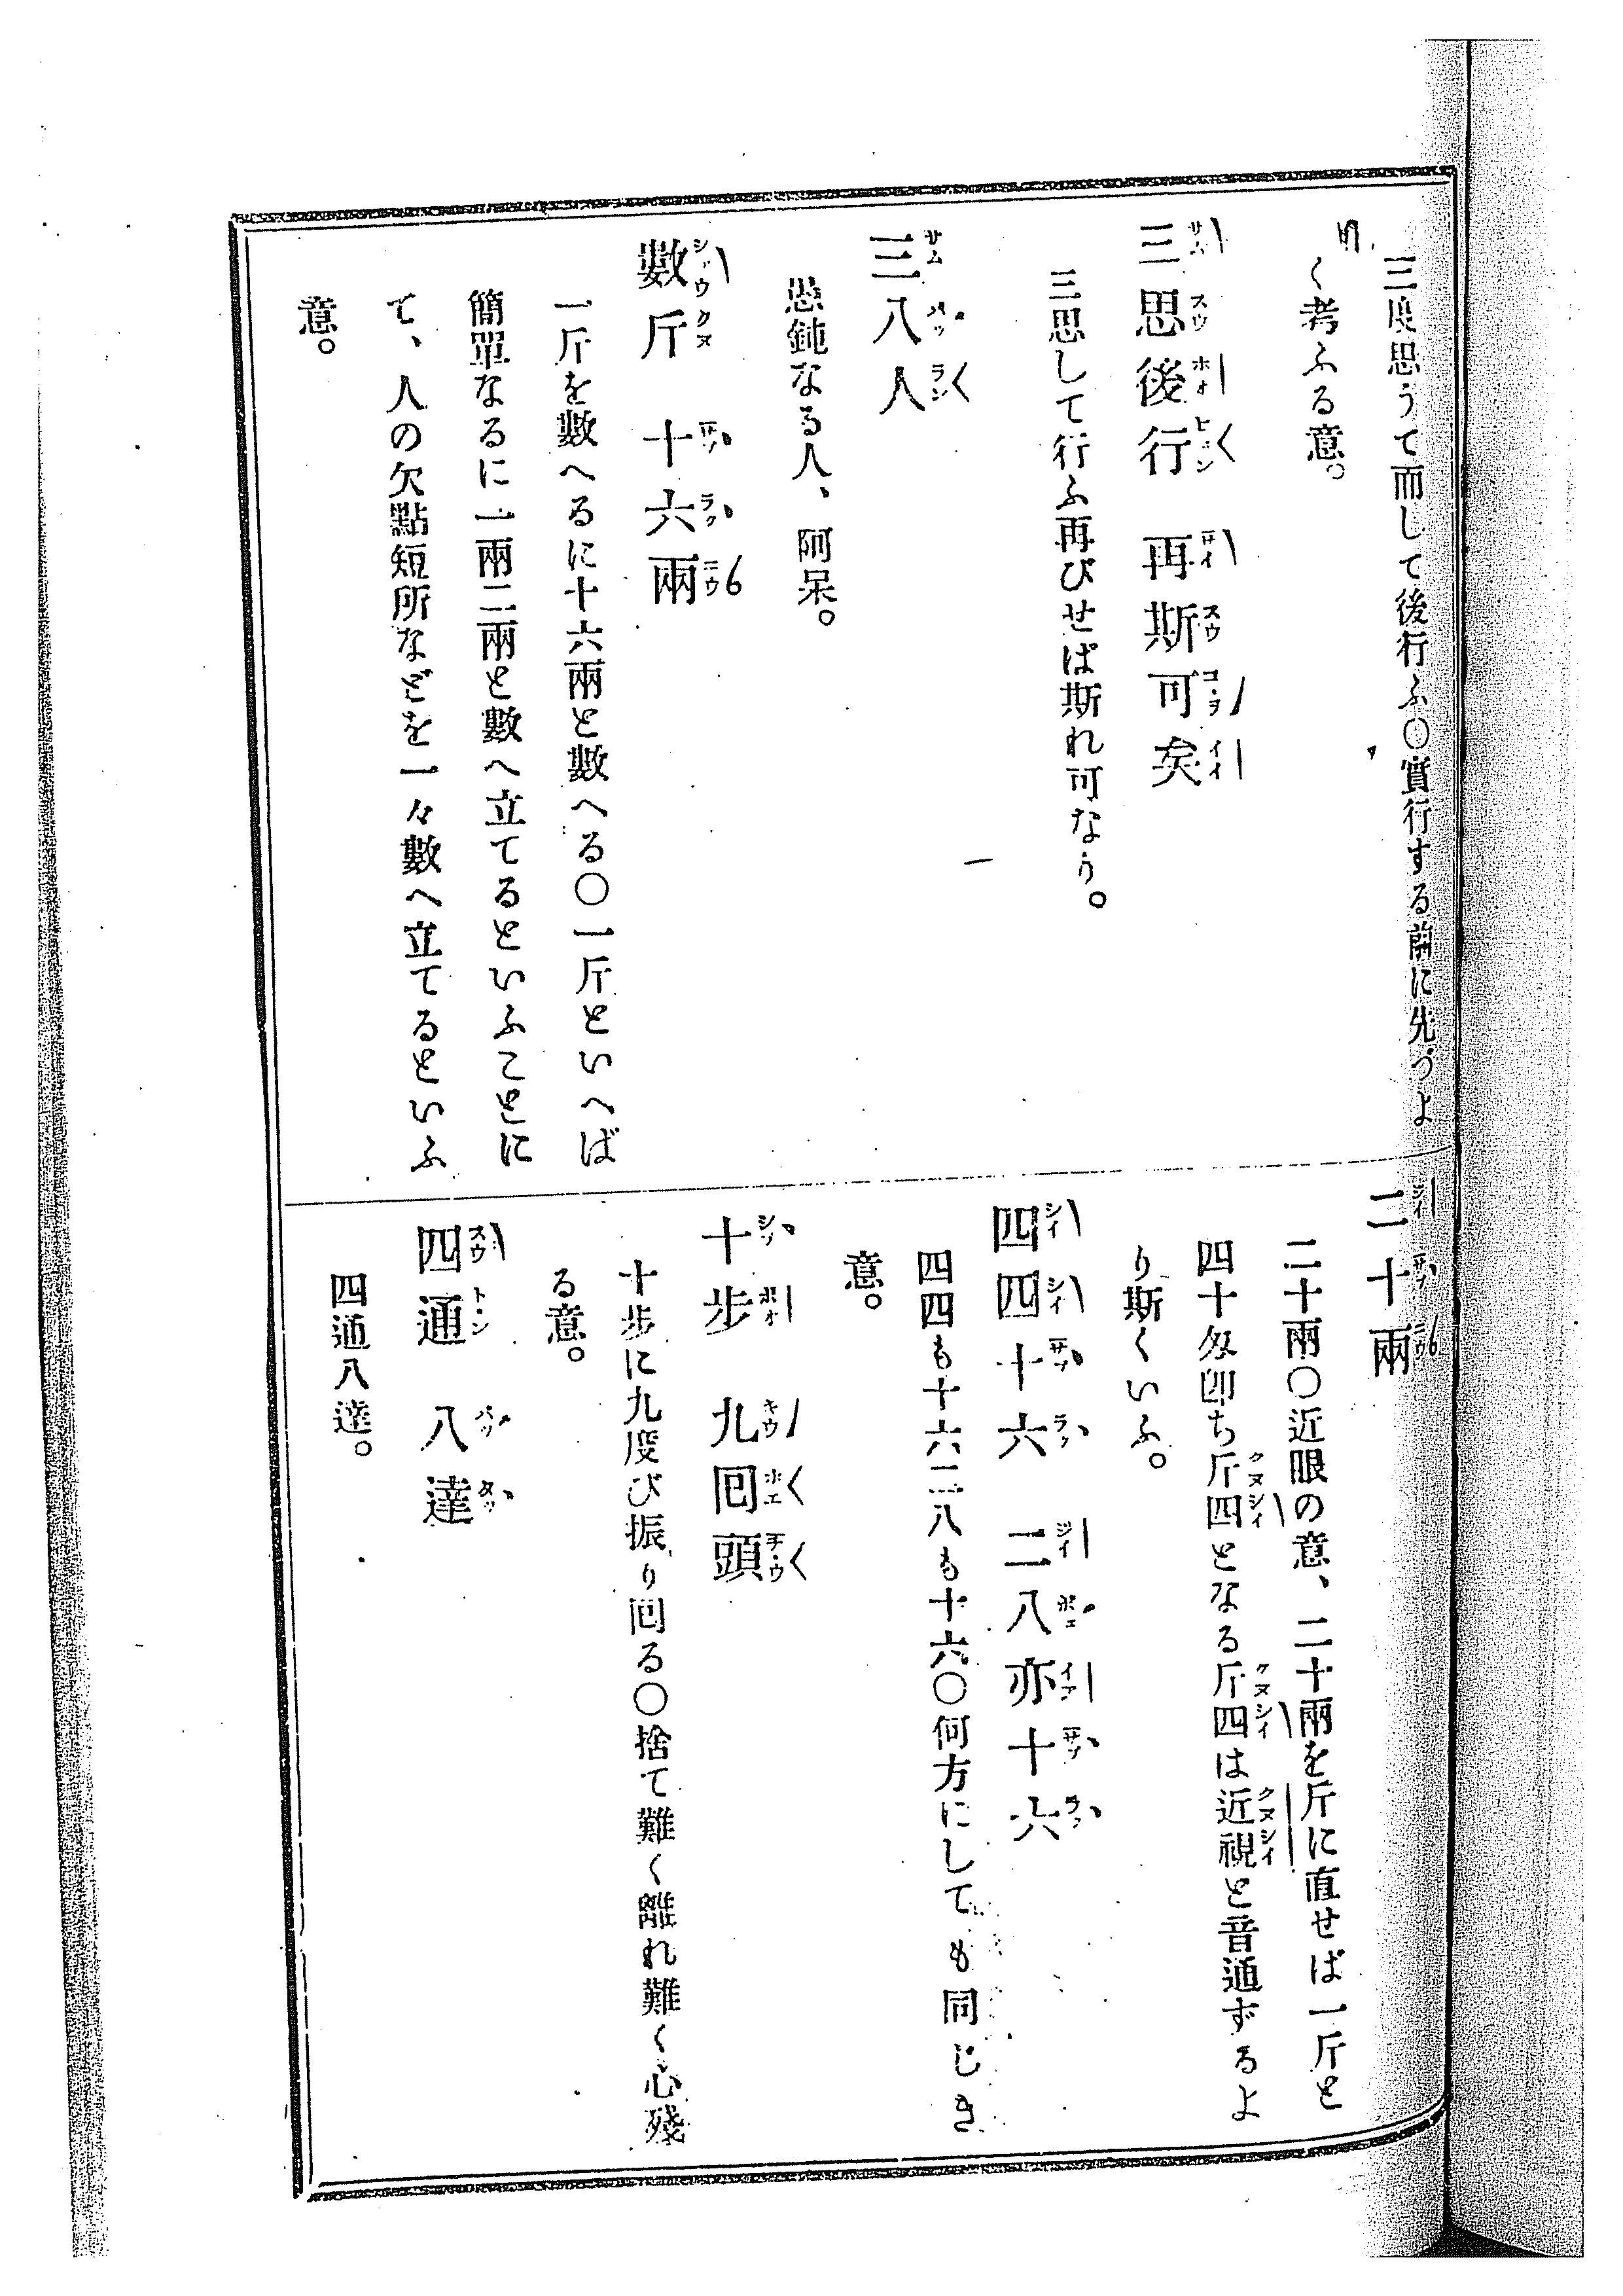 三度思うて而して後行ふ〇實行する前に先づよ
く考ふる意。
三思後行 再斯可矣
三思して行ふ再びせば斯れ可なり。
三八人
愚鈍なる人、阿呆。
數斤 十六兩
一斤を數へるに十六兩と數へる〇一斤といへば
簡單なるに一兩二兩と數へ立てるといふことに
て、人の欠點短所などを一々數へ立てるといふ
意。
二十兩
二十兩〇近眼の意、二十兩を斤に直せば一斤と
四十匁卽ち斤四となる斤四は近視と音通ずるよ
り斯くいふ。
四四十六 二八亦十六
四四も十六二八も十六〇何方にしても同じき
意。
十步 九囘頭
十步に九度び振り囘る〇捨て難く離れ難く心殘
る意。
四通 八達
四通八達。